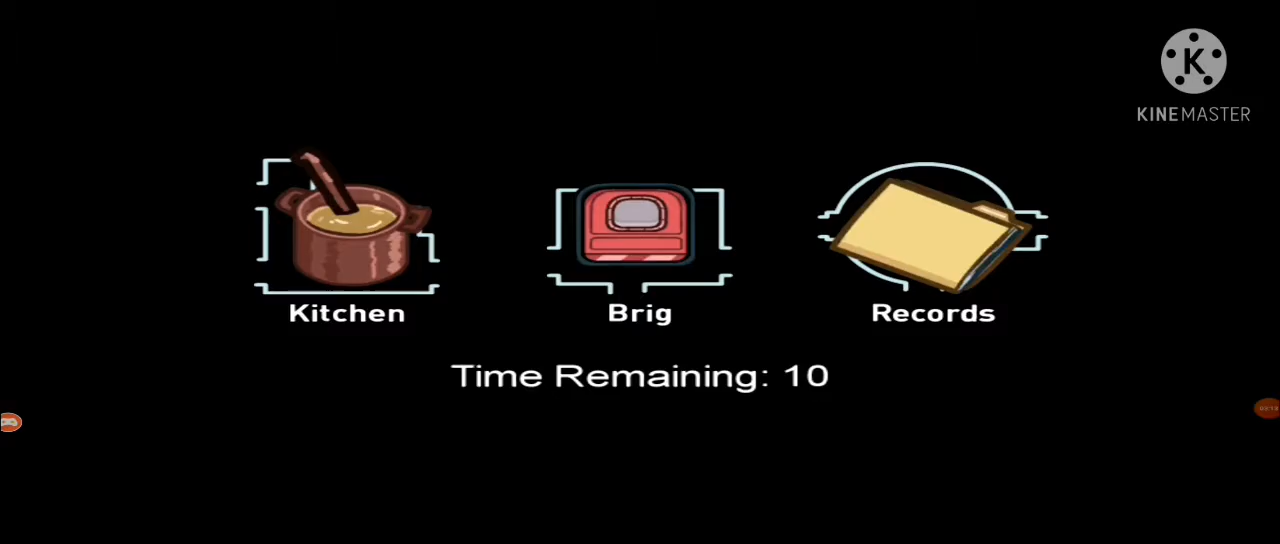 K
KINEMASTER
Kitchen
Brig
Records
Time Remaining: 10